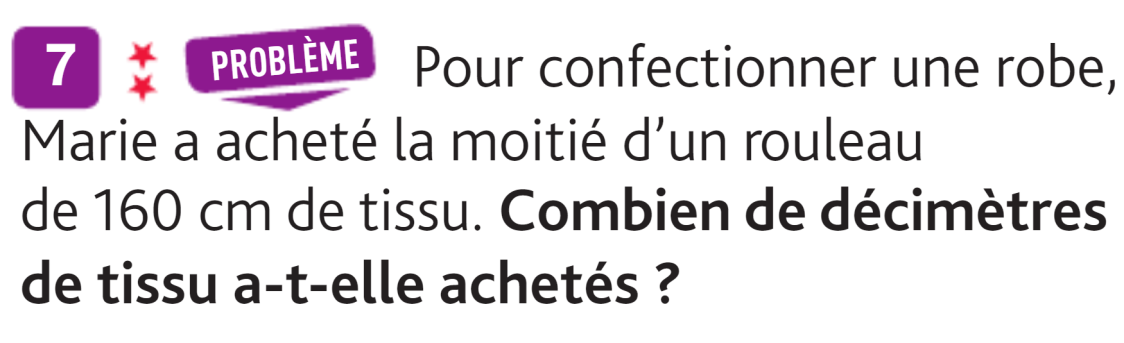 7 PROBLÈME Pour confectionner une robe,
Marie a acheté la moitié d’un rouleau
de 160 cm de tissu. Combien de décimètres
de tissu a-t-elle achetés ?